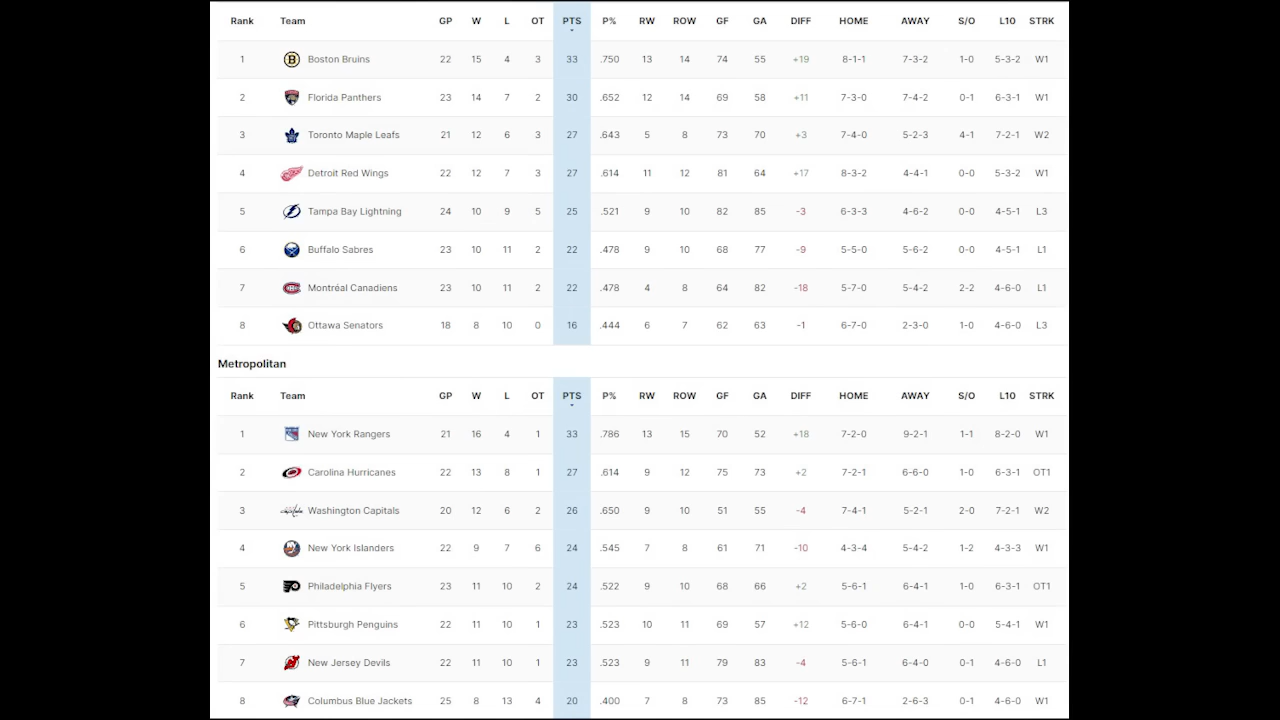 Rank Team GP W L OT PTS P% RW ROW GF GA DIFF HOME AWAY S/O L10 STRK
1 Boston Bruins 22 15 4 3 33 .750 13 14 74 55 +19 8-1-1 7-3-2 1-0 5-3-2 W1
2 Florida Panthers 23 14 7 2 30 .652 12 14 69 58 +11 7-3-0 7-4-2 0-1 6-3-1 W1
3 Toronto Maple Leafs 21 12 6 3 27 .643 5 8 73 70 +3 7-4-0 5-2-3 4-1 7-2-1 W2
4 Detroit Red Wings 22 12 7 3 27 .614 11 12 81 64 +17 8-3-2 4-4-1 0-0 5-3-2 W1
5 Tampa Bay Lightning 24 10 9 5 25 .521 9 10 82 85 -3 6-3-3 4-6-2 0-0 4-5-1 L3
6 Buffalo Sabres 23 10 11 2 22 .478 9 10 68 77 -9 5-5-0 5-6-2 0-0 4-5-1 L1
7 Montréal Canadiens 23 10 11 2 22 .478 4 8 64 82 -18 5-7-0 5-4-2 2-2 4-6-0 L1
8 Ottawa Senators 18 8 10 0 16 .444 6 7 62 63 -1 6-7-0 2-3-0 1-0 4-6-0 L3
Metropolitan
Rank Team GP W L OT PTS P% RW ROW GF GA DIFF HOME AWAY S/O L10 STRK
1 New York Rangers 21 16 4 1 33 .786 13 15 70 52 +18 7-2-0 9-2-1 1-1 8-2-0 W1
2 Carolina Hurricanes 22 13 8 1 27 .614 9 12 75 73 +2 7-2-1 6-6-0 1-0 6-3-1 OT1
3 Washington Capitals 20 12 6 2 26 .650 9 10 51 55 -4 7-4-1 5-2-1 2-0 7-2-1 W2
4 New York Islanders 22 9 7 6 24 .545 7 8 61 71 -10 4-3-4 5-4-2 1-2 4-3-3 W1
5 Philadelphia Flyers 23 11 10 2 24 .522 9 10 68 66 +2 5-6-1 6-4-1 1-0 6-3-1 OT1
6 Pittsburgh Penguins 22 11 10 1 23 .523 10 11 69 57 +12 5-6-0 6-4-1 0-0 5-4-1 W1
7 New Jersey Devils 22 11 10 1 23 .523 9 11 79 83 -4 5-6-1 6-4-0 0-1 4-6-0 L1
8 Columbus Blue Jackets 25 8 13 4 20 .400 7 8 73 85 -12 6-7-1 2-6-3 0-1 4-6-0 W1